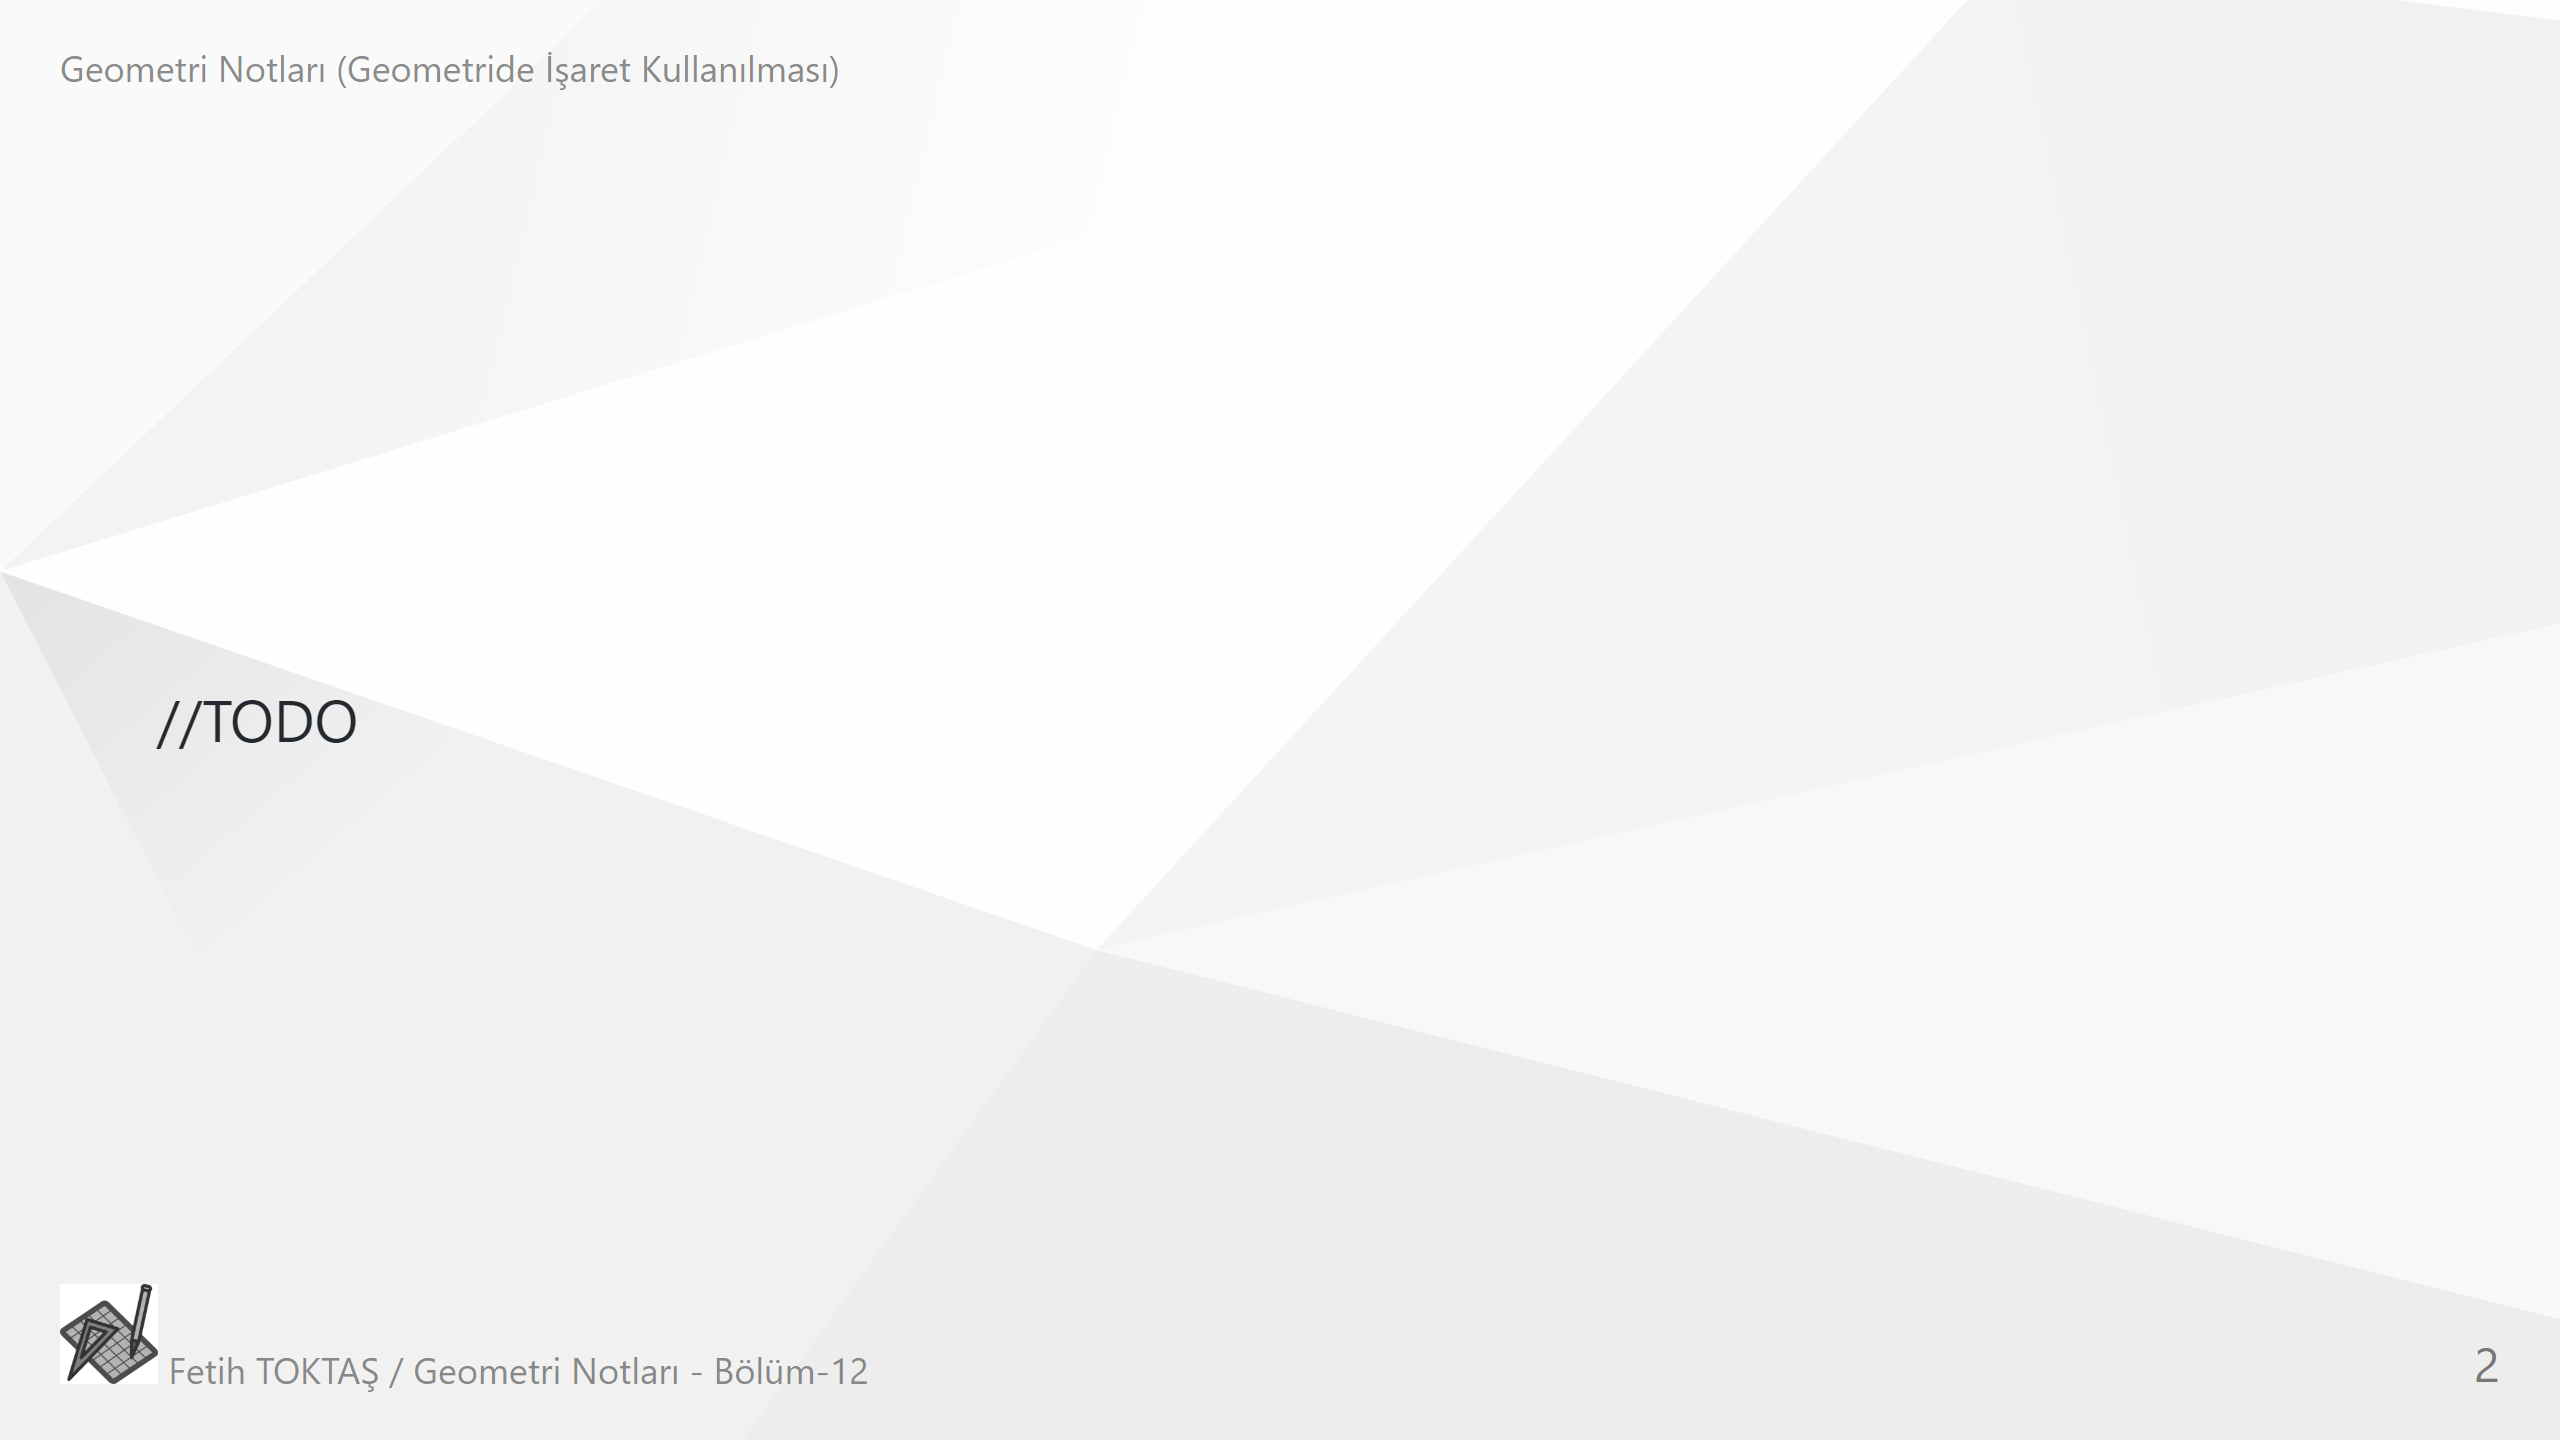 Geometri Notları (Geometride İşaret Kullanılması)
//TODO
Fetih TOKTAŞ / Geometri Notları - Bölüm-12
2